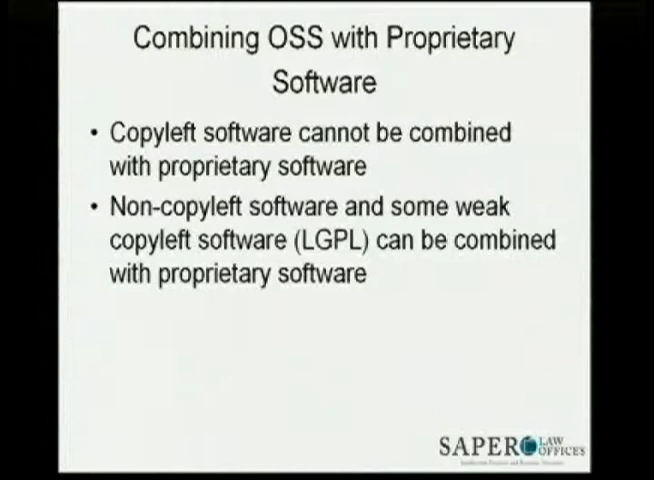 Combining OSS with Proprietary
Software
• Copyleft software cannot be combined
with proprietary software
• Non-copyleft software and some weak
copyleft software (LGPL) can be combined
with proprietary software
SAPER LAW
OFFICES